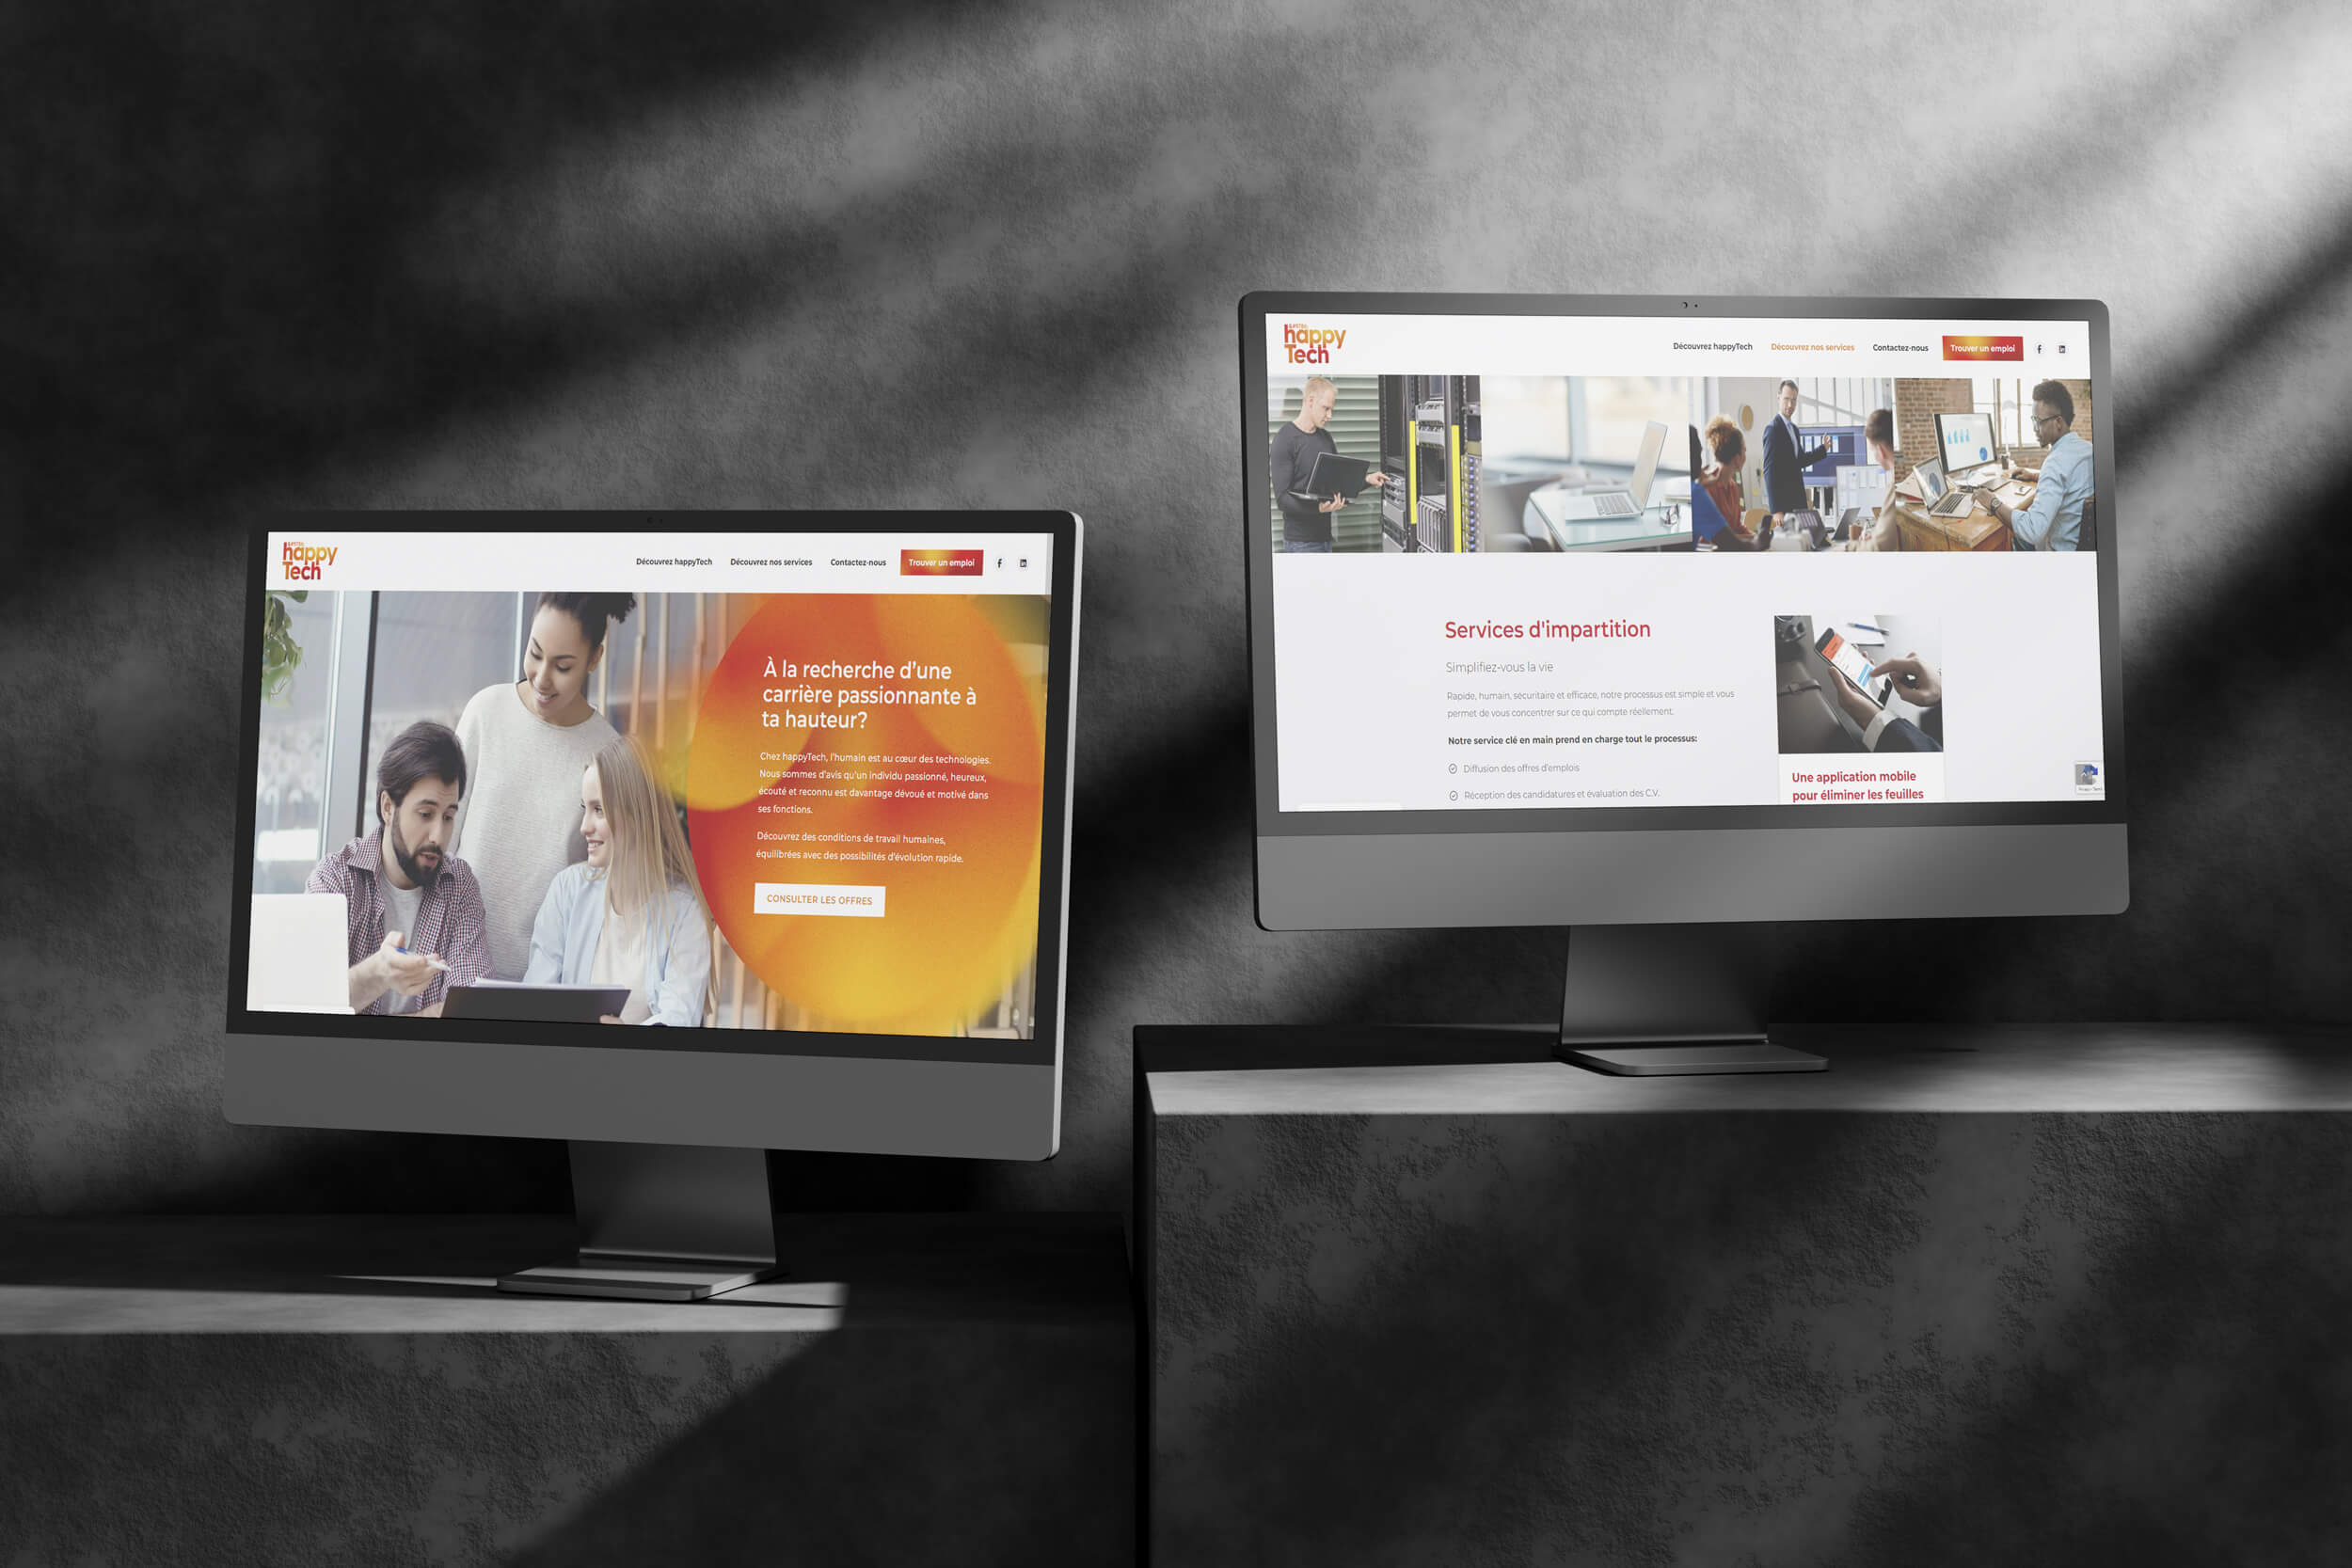 happy
Tech
Découvrez happyTech
Découvrez nos services
Contactez-nous
Trouver un emploi
À la recherche d'une
carrière passionnante à
ta hauteur?
Chez happyTech, l'humain est au cœur des technologies.
Nous sommes d'avis qu'un individu passionné, heureux,
écouté et reconnu est davantage dévoué et motivé dans
ses fonctions.
Découvrez des conditions de travail humaines,
équilibrées avec des possibilités d'évolution rapide.
CONSULTER LES OFFRES
happy
Tech
Découvrez happyTech
Découvrez nos services
Contactez-nous
Trouver un emploi
Services d'impartition
Simplifiez-vous la vie
Rapide, humain, sécuritaire et efficace, notre processus est simple et vous
permet de vous concentrer sur ce qui compte réellement.
Notre service clé en main prend en charge tout le processus:
Diffusion des offres d'emplois
Réception des candidatures et évaluation des C.V.
Une application mobile
pour éliminer les feuilles